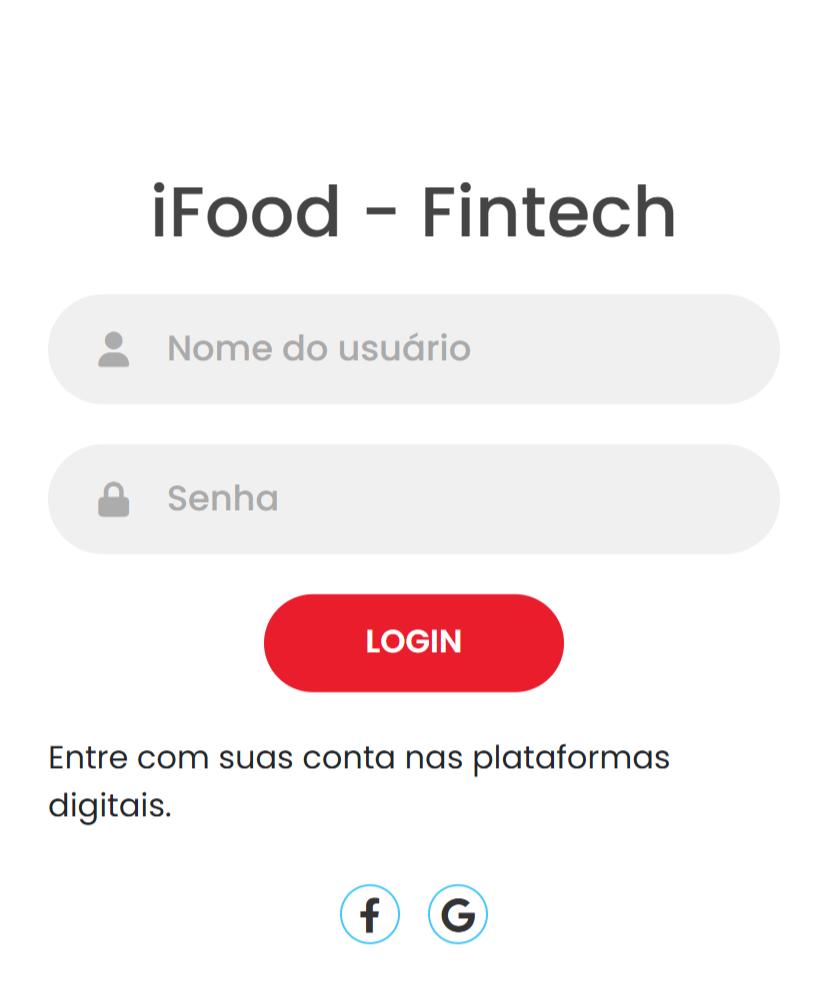 iFood - Fintech
Nome do usuário
Senha
LOGIN
Entre com suas conta nas plataformas
digitais.